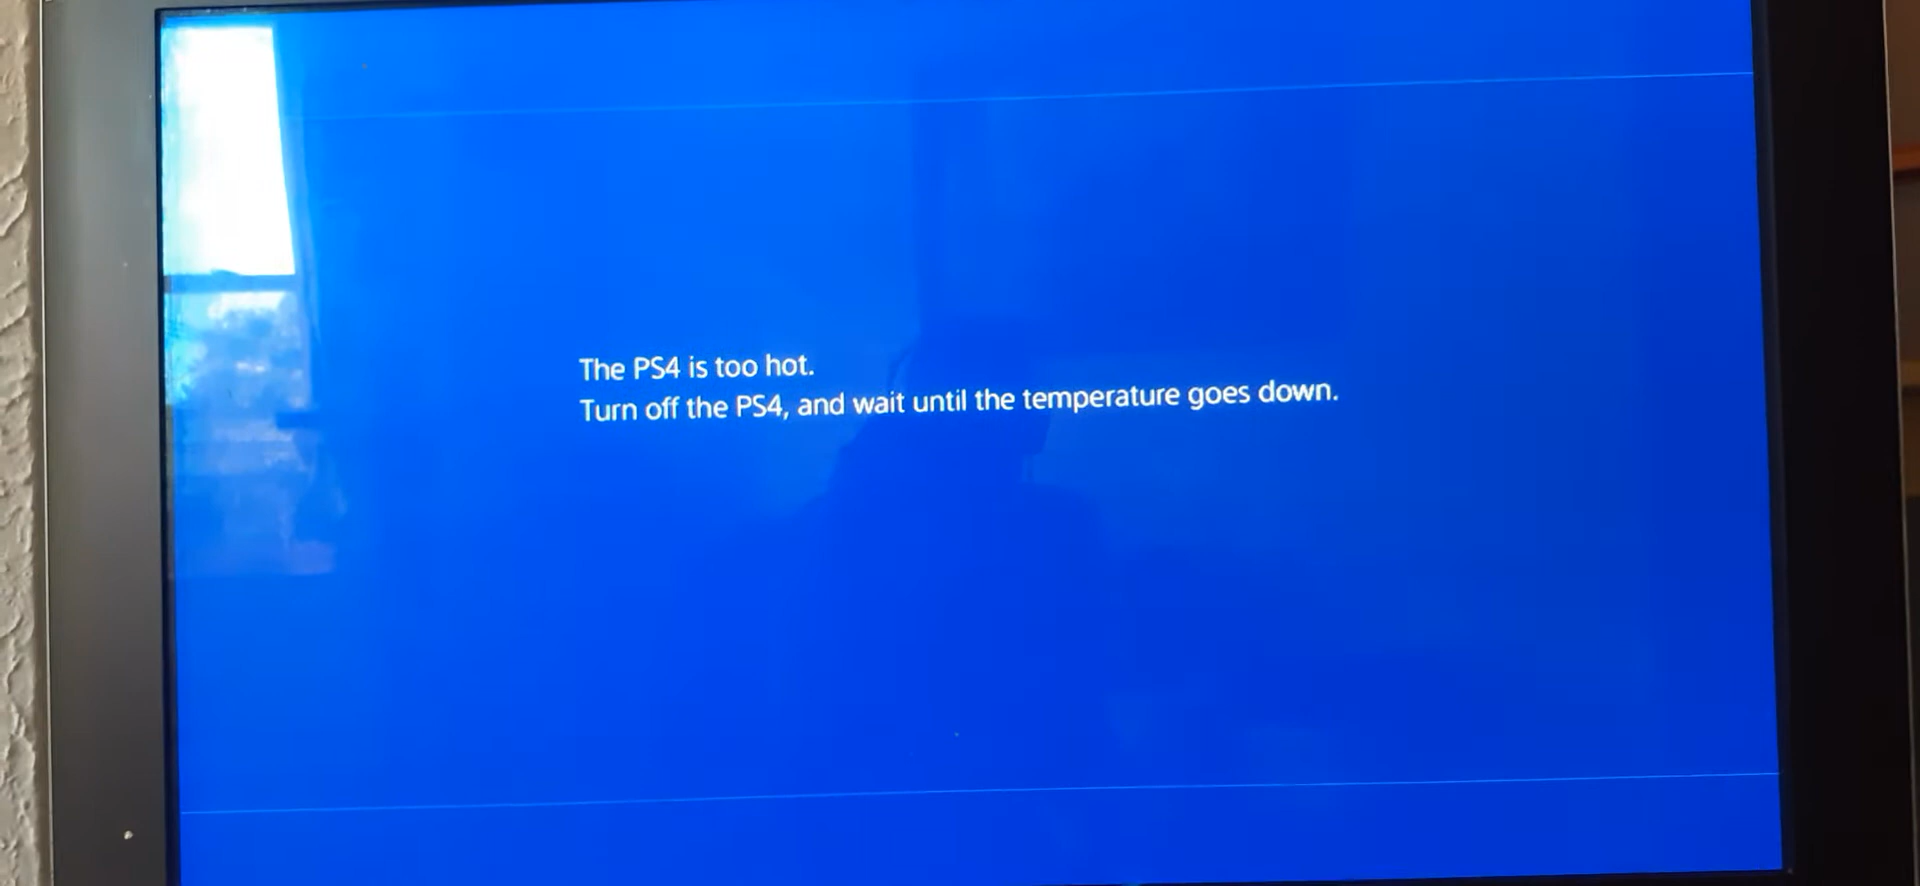 The PS4 is too hot.
Turn off the PS4, and wait until the temperature goes down.